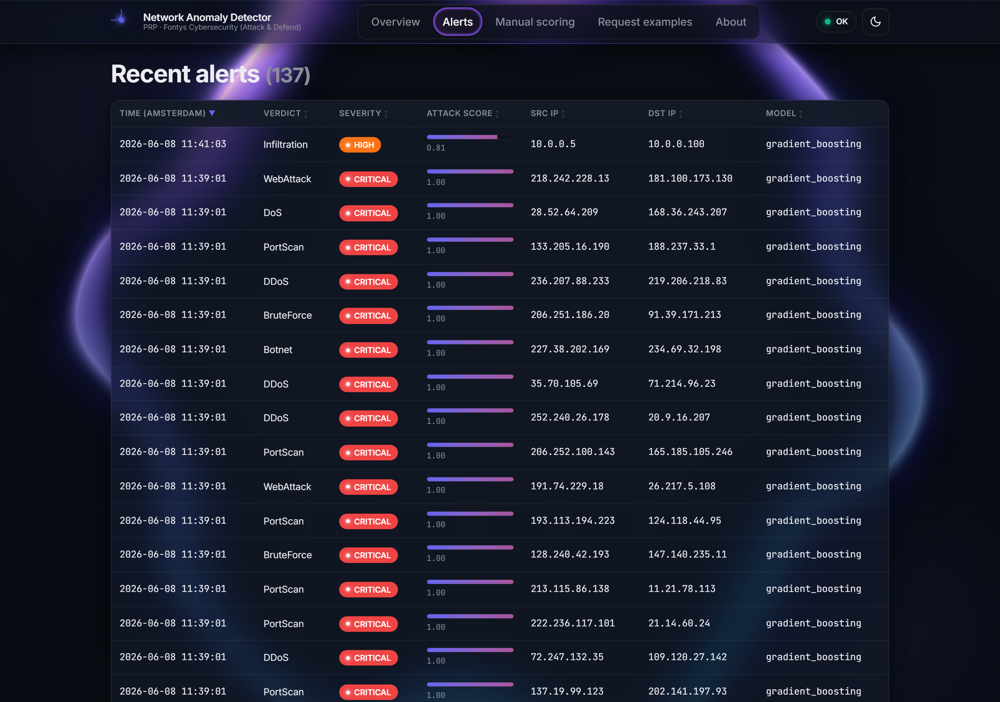 Network Anomaly Detector
PRP · Fontys Cybersecurity (Attack & Defend)
Overview Alerts Manual scoring Request examples About
OK
Recent alerts (137)
TIME (AMSTERDAM) ▼ VERDICT ↕ SEVERITY ↕ ATTACK SCORE ↕ SRC IP ↕ DST IP ↕ MODEL ↕
2026-06-08 11:41:03 Infiltration HIGH 0.81 10.0.0.5 10.0.0.100 gradient_boosting
2026-06-08 11:39:01 WebAttack CRITICAL 1.00 218.242.228.13 181.100.173.130 gradient_boosting
2026-06-08 11:39:01 DoS CRITICAL 1.00 28.52.64.209 168.36.243.207 gradient_boosting
2026-06-08 11:39:01 PortScan CRITICAL 1.00 133.205.16.190 188.237.33.1 gradient_boosting
2026-06-08 11:39:01 DDoS CRITICAL 1.00 236.207.88.233 219.206.218.83 gradient_boosting
2026-06-08 11:39:01 BruteForce CRITICAL 1.00 206.251.186.20 91.39.171.213 gradient_boosting
2026-06-08 11:39:01 Botnet CRITICAL 1.00 227.38.202.169 234.69.32.198 gradient_boosting
2026-06-08 11:39:01 DDoS CRITICAL 1.00 35.70.105.69 71.214.96.23 gradient_boosting
2026-06-08 11:39:01 DDoS CRITICAL 1.00 252.240.26.178 20.9.16.207 gradient_boosting
2026-06-08 11:39:01 PortScan CRITICAL 1.00 206.252.100.143 165.185.105.246 gradient_boosting
2026-06-08 11:39:01 WebAttack CRITICAL 1.00 191.74.229.18 26.217.5.108 gradient_boosting
2026-06-08 11:39:01 PortScan CRITICAL 1.00 193.113.194.223 124.118.44.95 gradient_boosting
2026-06-08 11:39:01 BruteForce CRITICAL 1.00 128.240.42.193 147.140.235.11 gradient_boosting
2026-06-08 11:39:01 PortScan CRITICAL 1.00 213.115.86.138 11.21.78.113 gradient_boosting
2026-06-08 11:39:01 PortScan CRITICAL 1.00 222.236.117.101 21.14.60.24 gradient_boosting
2026-06-08 11:39:01 DDoS CRITICAL 1.00 72.247.132.35 109.120.27.142 gradient_boosting
2026-06-08 11:39:01 PortScan CRITICAL 1.00 137.19.99.123 202.141.197.93 gradient_boosting